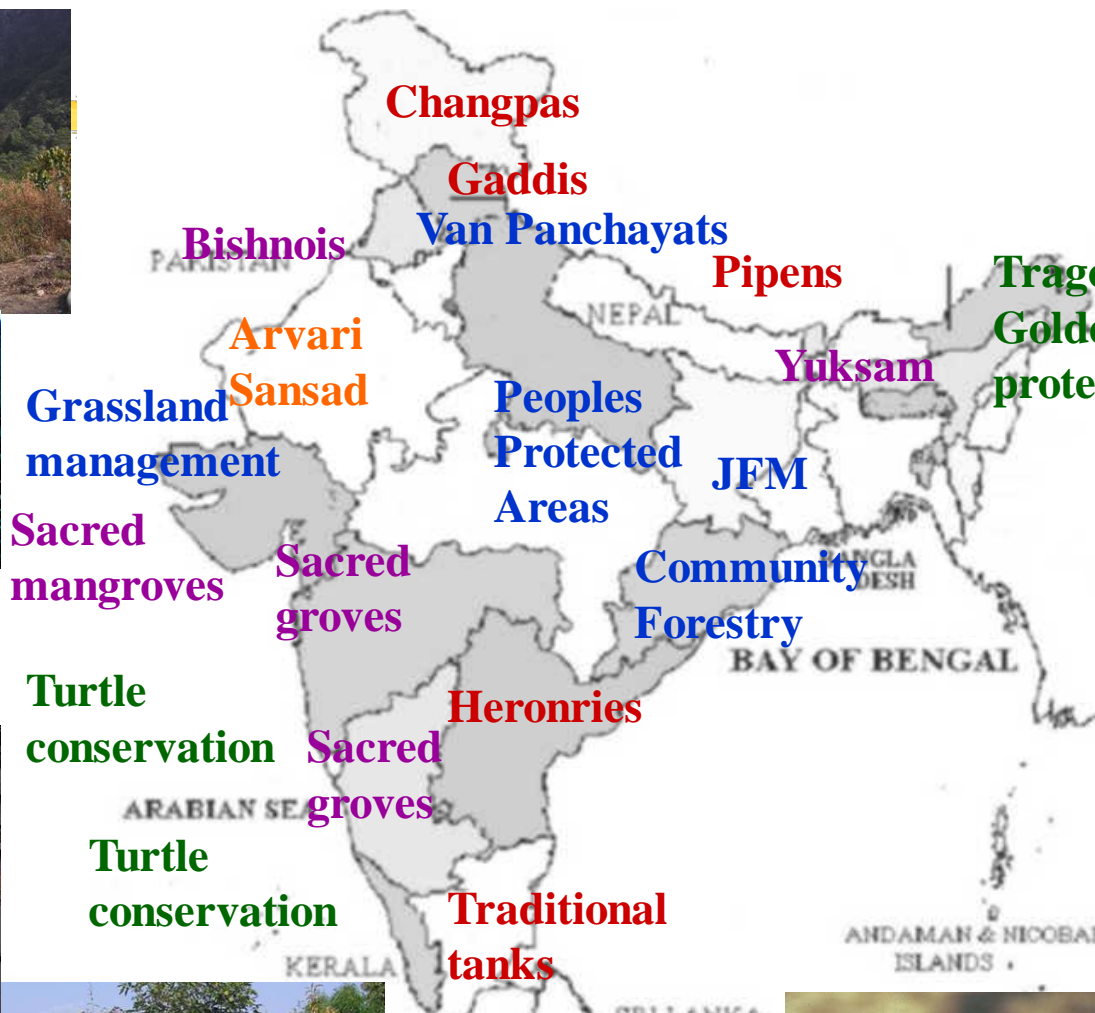 Changpas
Gaddis
Van Panchayats
Bishnois
PAKISTAN
Pipens
NEPAL
Arvari
Sansad
Yuksam
Grassland
management
Peoples
Protected
Areas
JFM
Sacred
mangroves
Sacred
groves
Community
Forestry
BANGLA
DESH
BAY OF BENGAL
Turtle
conservation
Heronries
Sacred
groves
ARABIAN SEA
Turtle
conservation
Traditional
tanks
KERALA
ANDAMAN & NICOBAR
ISLANDS
SRI LANKA